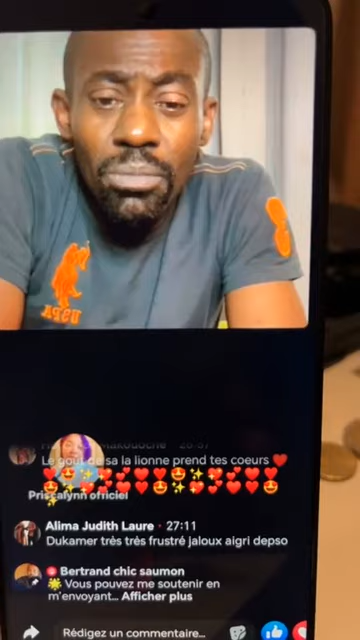 Le goût de sa la lionne prend tes coeurs
Priscalynn officiel
Alima Judith Laure · 27:11
Dukamer très très frustré jaloux aigri depso
Bertrand chic saumon
Vous pouvez me soutenir en
m'envoyant... Afficher plus
Rédigez un commentaire...